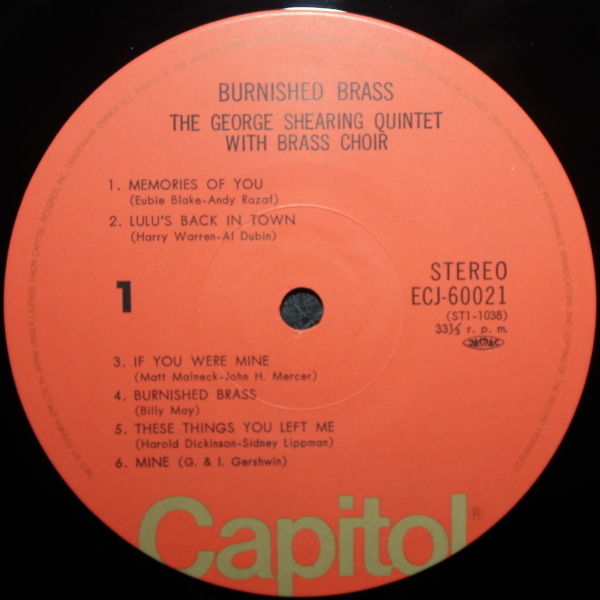 BURNISHED BRASS
THE GEORGE SHEARING QUINTET
WITH BRASS CHOIR
1. MEMORIES OF YOU
(Eubie Blake-Andy Razaf)
2. LULU'S BACK IN TOWN
(Harry Warren-Al Dubin)
1
STEREO
ECJ-60021
(ST1-1038)
33⅓ r. p. m.
JASRAC
3. IF YOU WERE MINE
(Matt Malneck-John H. Mercer)
4. BURNISHED BRASS
(Billy May)
5. THESE THINGS YOU LEFT ME
(Harold Dickinson-Sidney Lippman)
6. MINE (G. & I. Gershwin)
Capitol ®